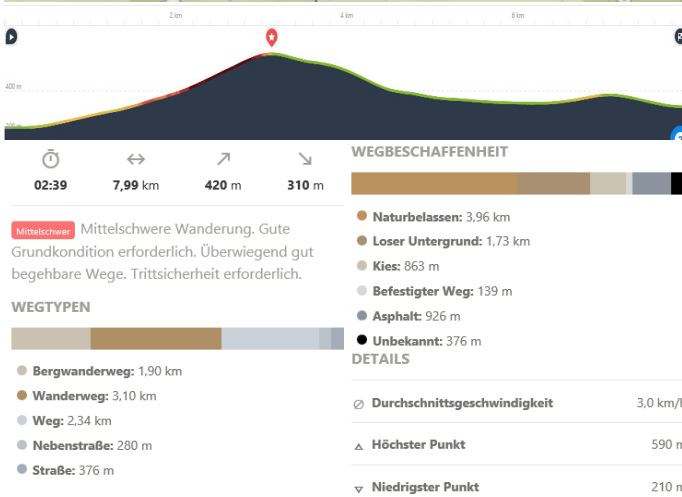 2 km
4 km
6 km
400 m
02:39
7,99 km
420 m
310 m
Mittelschwer Mittelschwere Wanderung. Gute
Grundkondition erforderlich. Überwiegend gut
begehbare Wege. Trittsicherheit erforderlich.
WEGTYPEN
Bergwanderweg: 1,90 km
Wanderweg: 3,10 km
Weg: 2,34 km
Nebenstraße: 280 m
Straße: 376 m
WEGBESCHAFFENHEIT
Naturbelassen: 3,96 km
Loser Untergrund: 1,73 km
Kies: 863 m
Befestigter Weg: 139 m
Asphalt: 926 m
Unbekannt: 376 m
DETAILS
Durchschnittsgeschwindigkeit 3,0 km/h
Höchster Punkt 590 m
Niedrigster Punkt 210 m